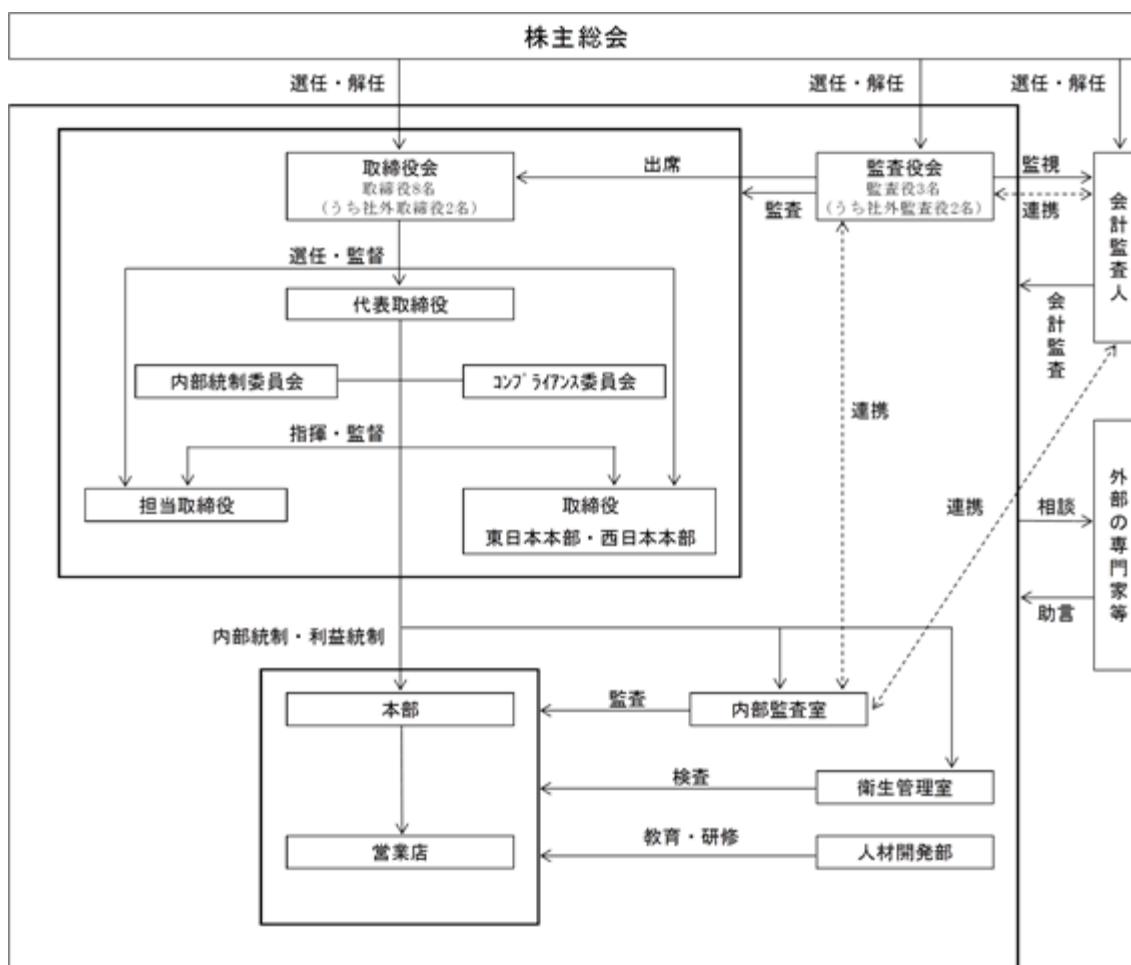 株主総会
選任・解任
選任・解任
選任・解任
取締役会
取締役8名
(うち社外取締役2名)
出席
監査役会
監査役3名
(うち社外監査役2名)
監視
監査
連携
会計監査人
選任・監督
代表取締役
会計監査
内部統制委員会
コンプライアンス委員会
連携
指揮・監督
担当取締役
取締役
東日本本部・西日本本部
連携
相談
外部の専門家等
助言
内部統制・利益統制
本部
監査
内部監査室
検査
衛生管理室
教育・研修
営業店
人材開発部